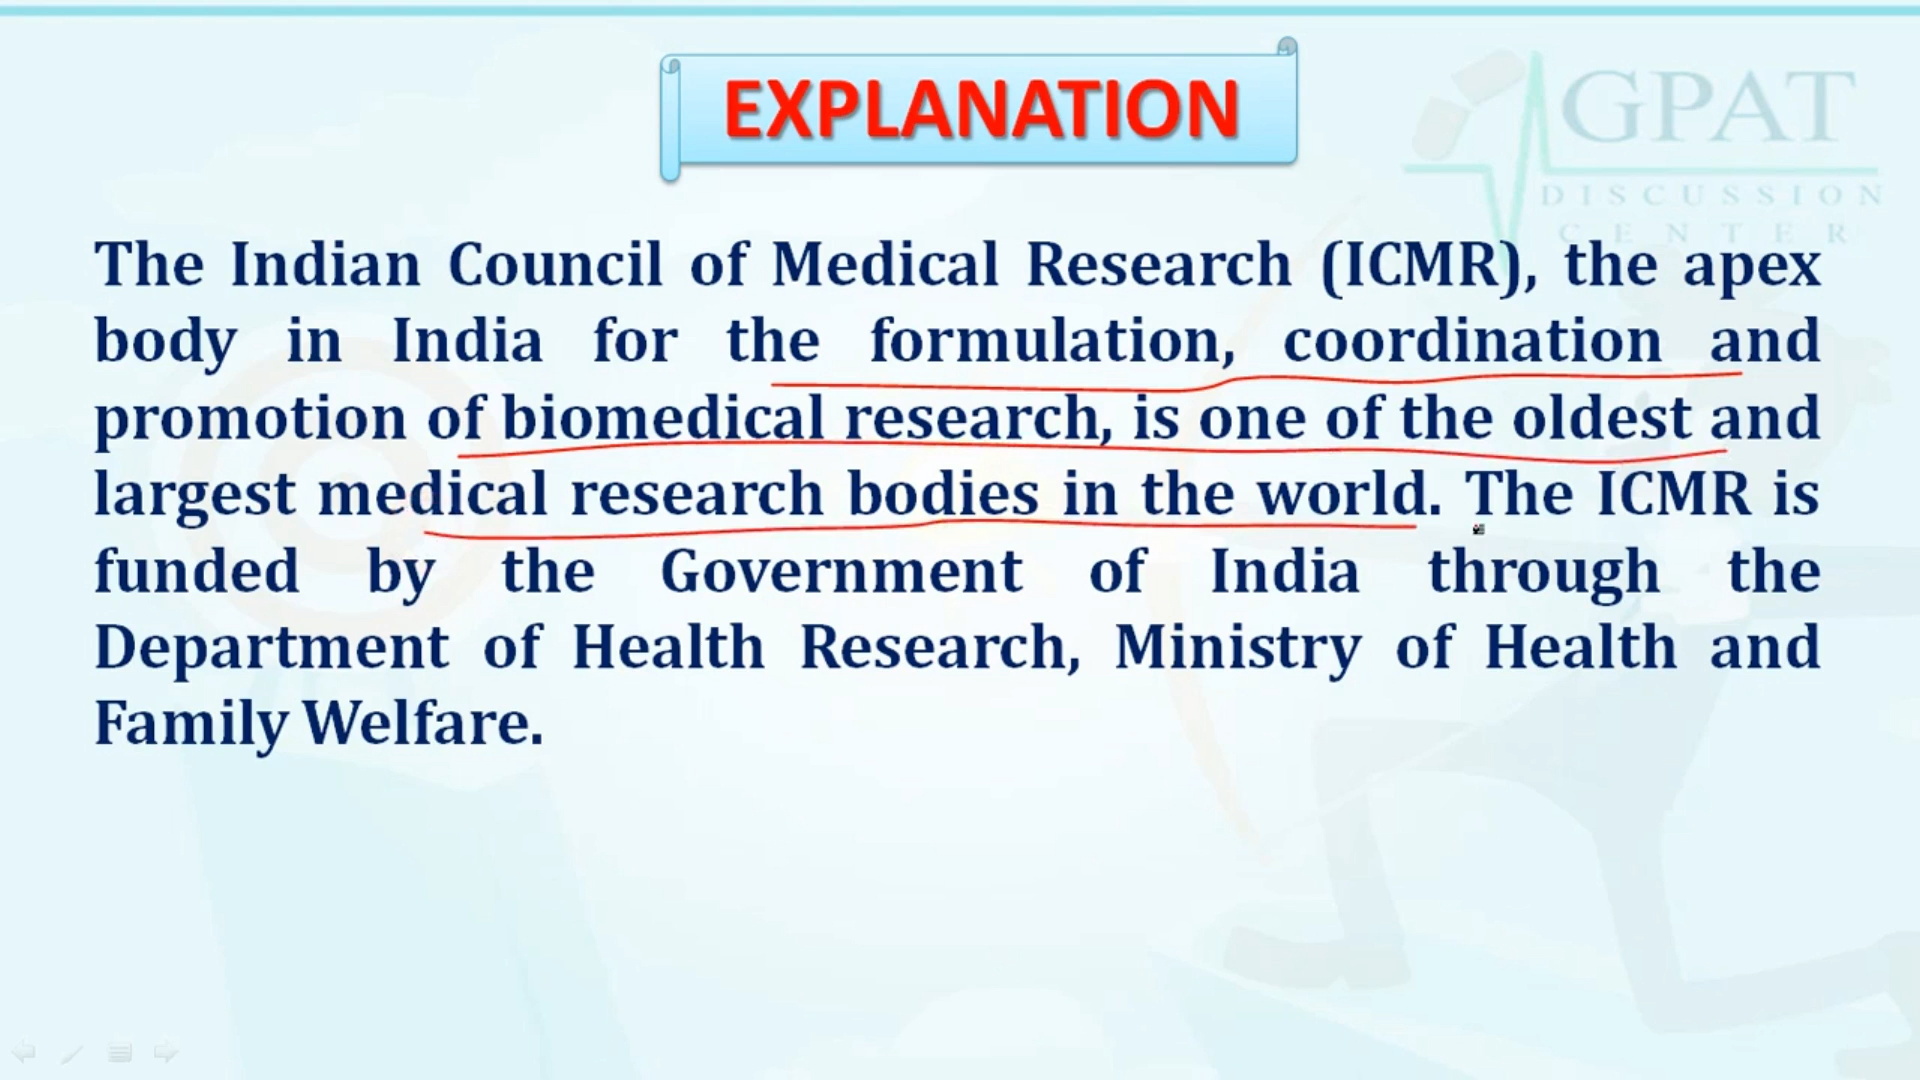 EXPLANATION
GPAT
DISCUSSION
CENTER
The Indian Council of Medical Research (ICMR), the apex
body in India for the formulation, coordination and
promotion of biomedical research, is one of the oldest and
largest medical research bodies in the world. The ICMR is
funded by the Government of India through the
Department of Health Research, Ministry of Health and
Family Welfare.